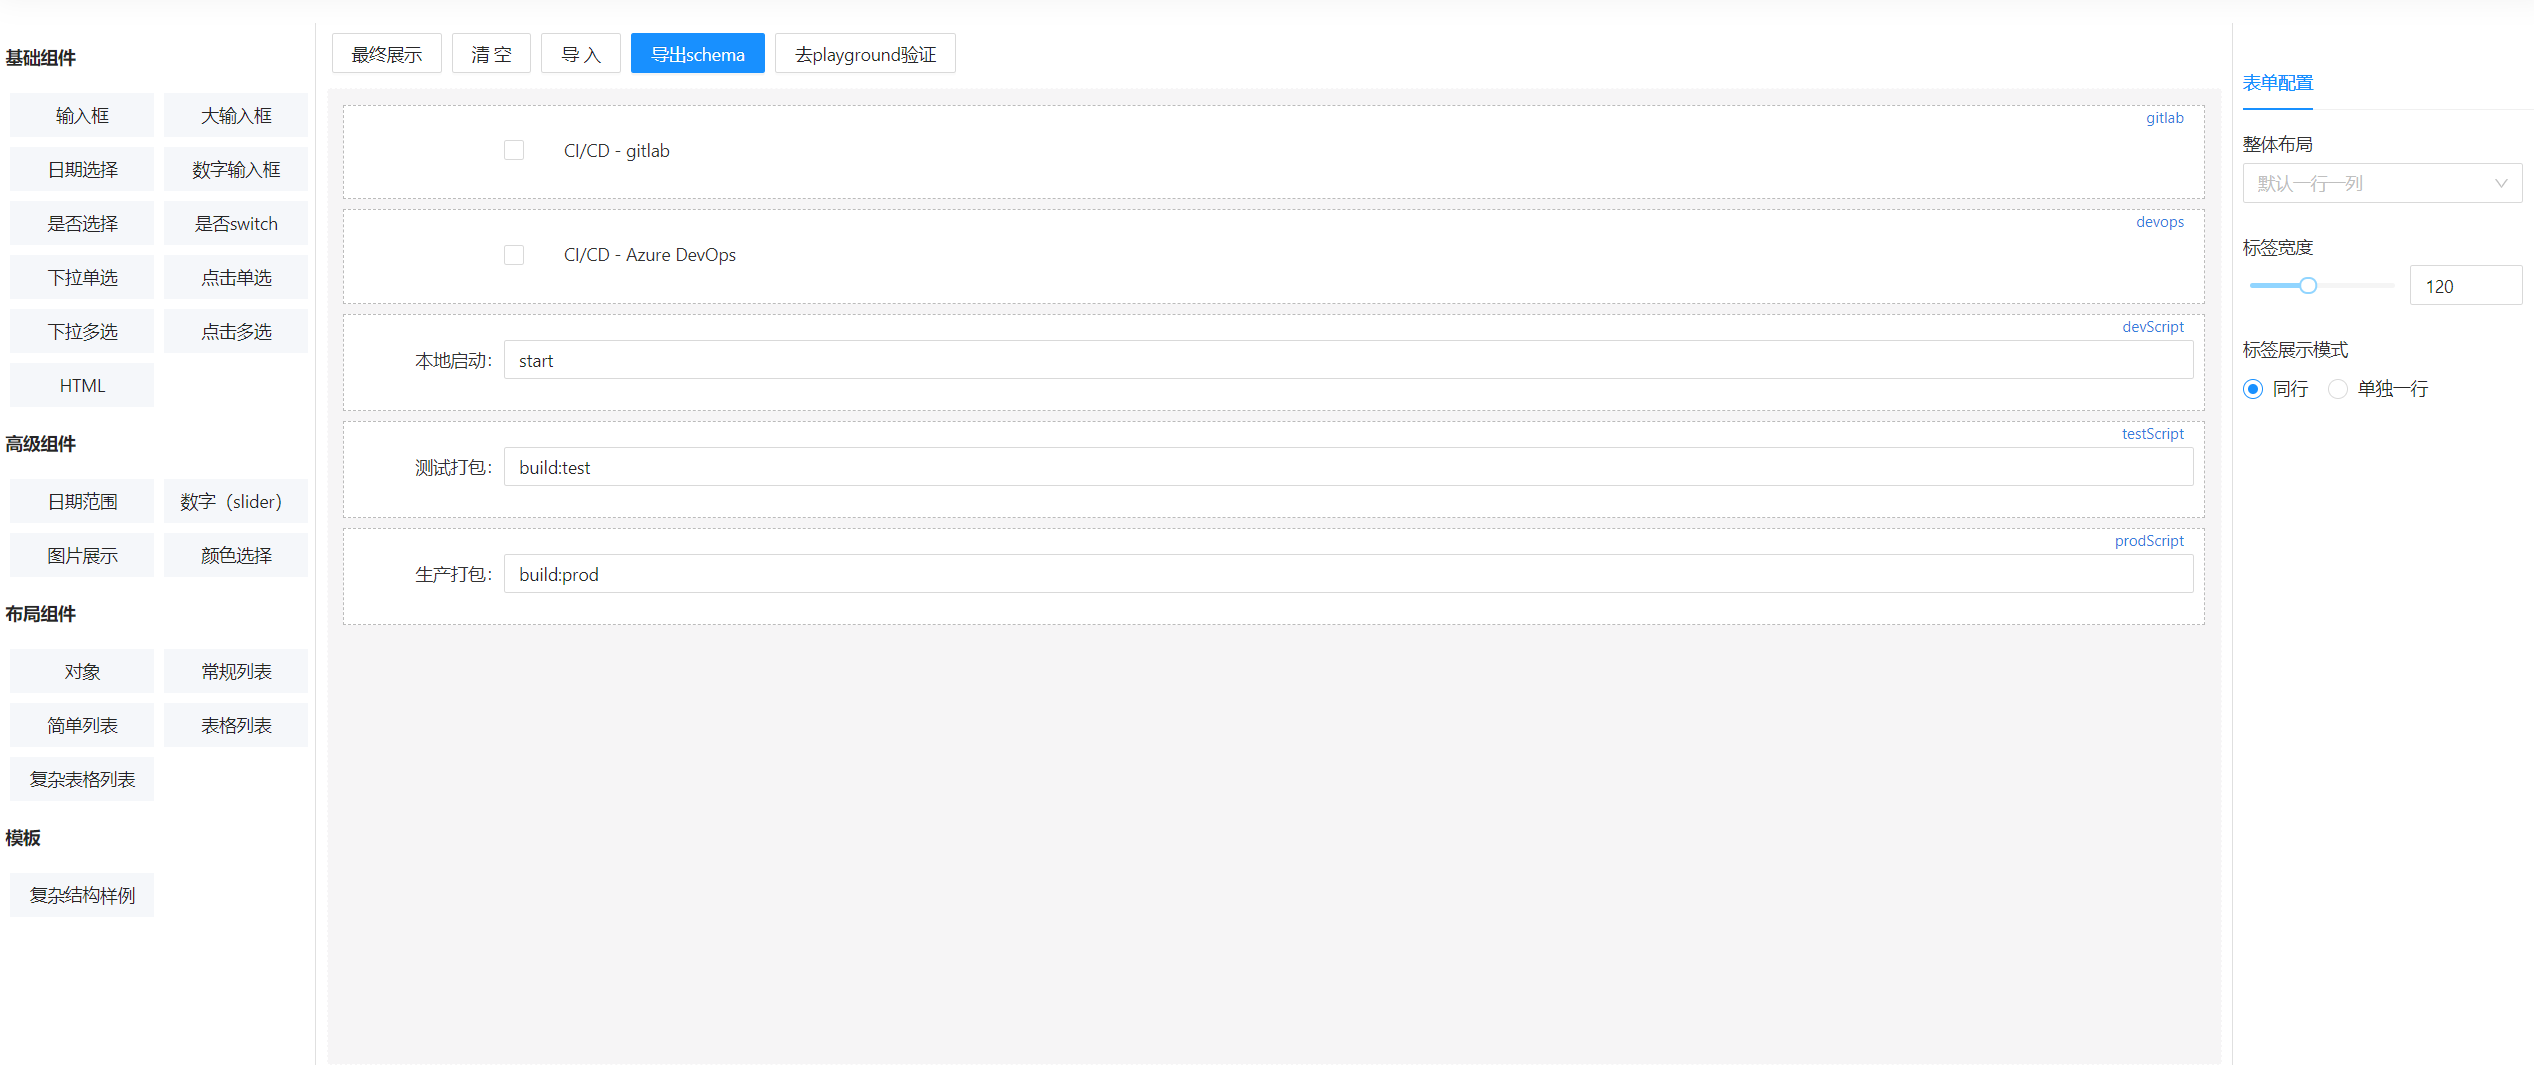 基础组件
输入框
大输入框
日期选择
数字输入框
是否选择
是否switch
下拉单选
点击单选
下拉多选
点击多选
HTML
高级组件
日期范围
数字（slider）
图片展示
颜色选择
布局组件
对象
常规列表
简单列表
表格列表
复杂表格列表
模板
复杂结构样例
最终展示
清 空
导 入
导出schema
去playground验证
gitlab
CI/CD - gitlab
devops
CI/CD - Azure DevOps
devScript
本地启动: start
testScript
测试打包: build:test
prodScript
生产打包: build:prod
表单配置
整体布局
默认一行一列
标签宽度
120
标签展示模式
同行 单独一行